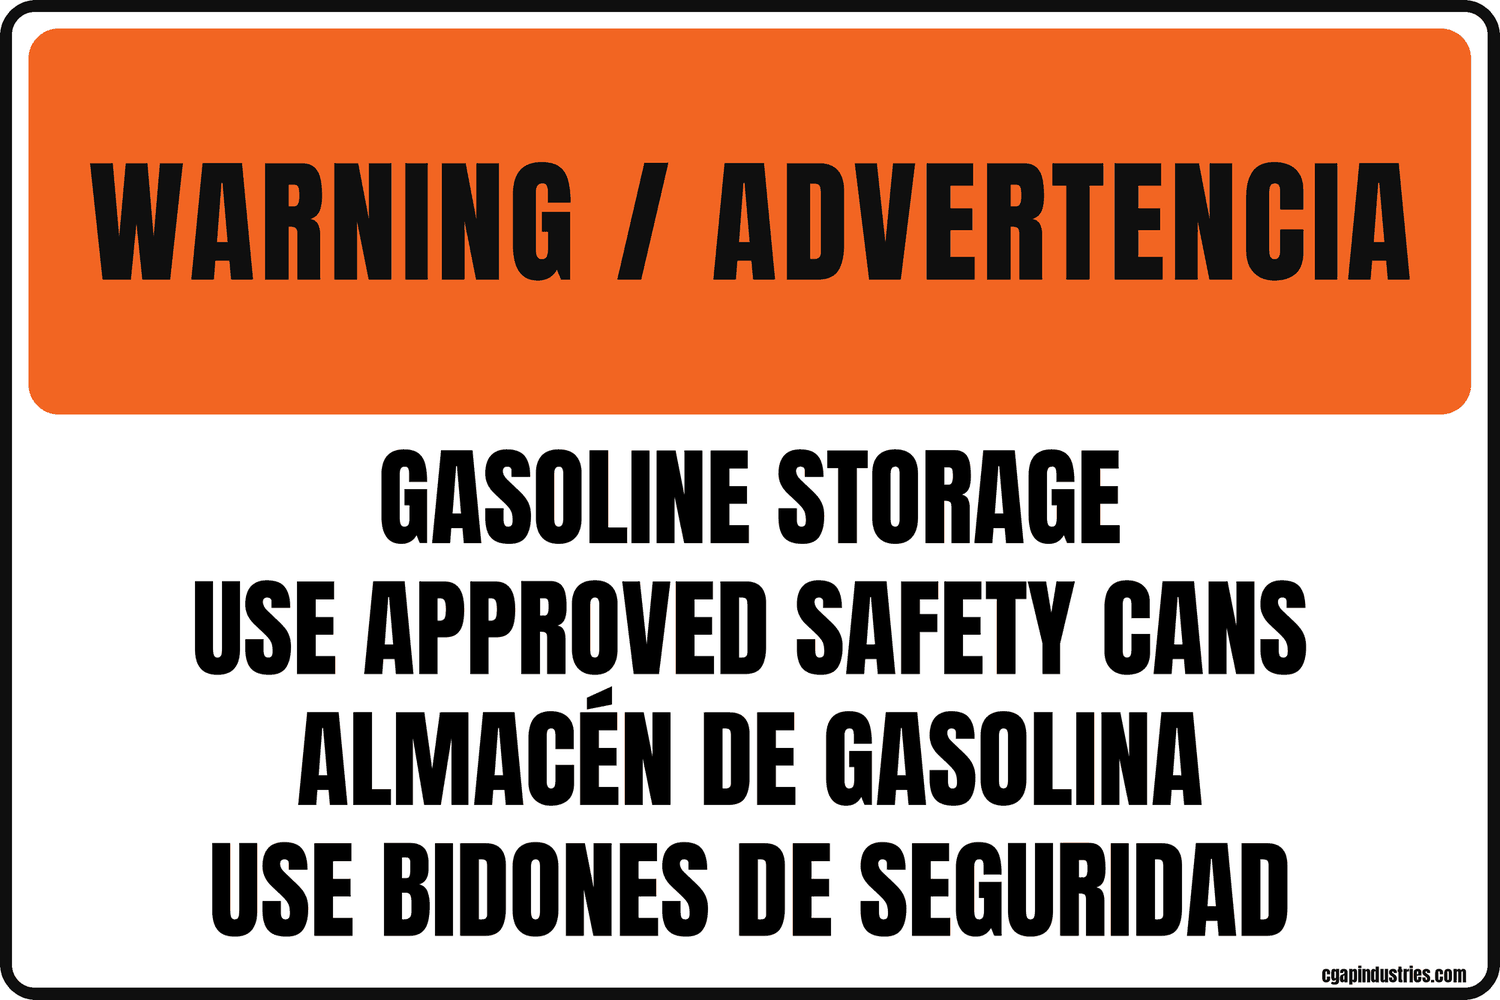 WARNING / ADVERTENCIA
GASOLINE STORAGE
USE APPROVED SAFETY CANS
ALMACÉN DE GASOLINA
USE BIDONES DE SEGURIDAD
cgapindustries.com